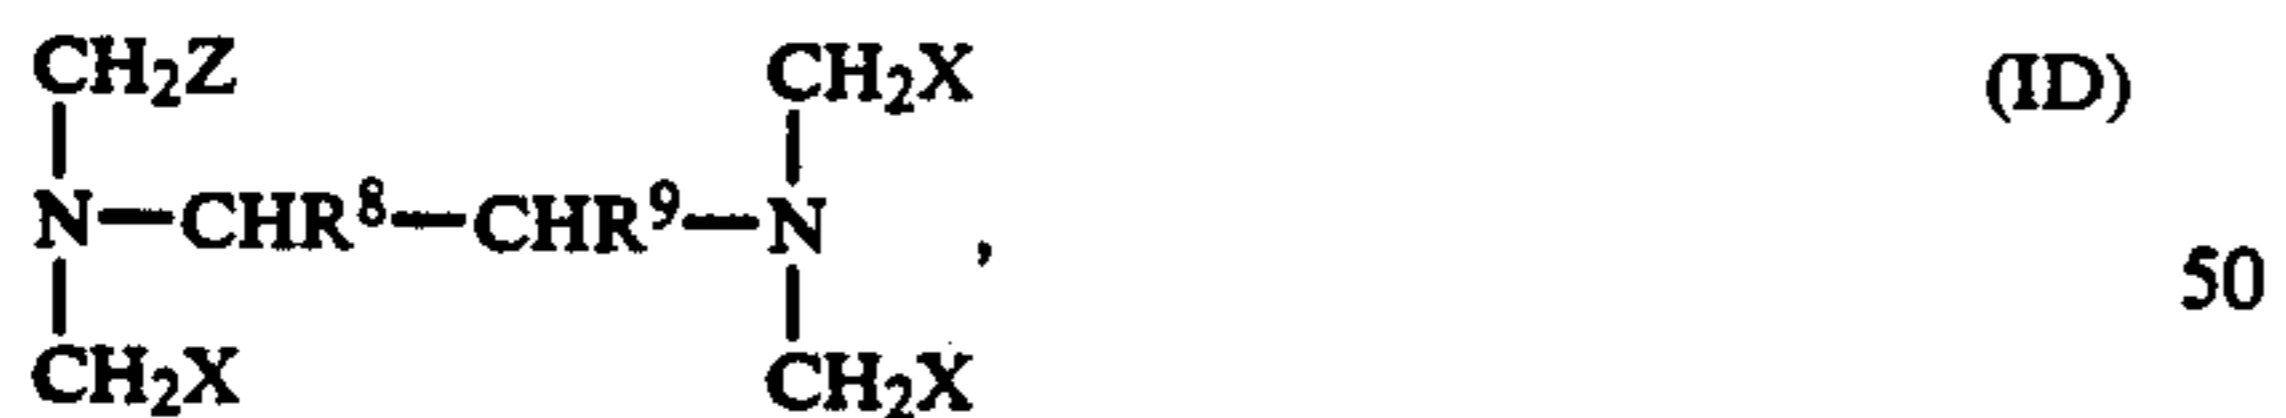 CH₂Z CH₂X (ID)
N—CHR⁸—CHR⁹—N ,
50
CH₂X CH₂X